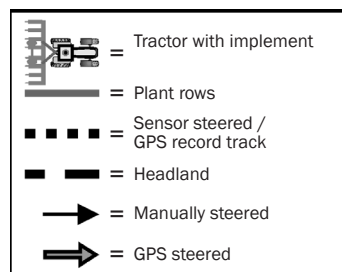 = Tractor with implement
= Plant rows
= Sensor steered /
GPS record track
= Headland
= Manually steered
= GPS steered